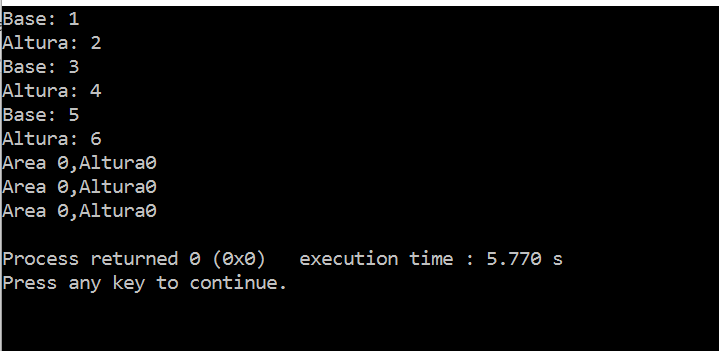 Base: 1
Altura: 2
Base: 3
Altura: 4
Base: 5
Altura: 6
Area 0,Altura0
Area 0,Altura0
Area 0,Altura0
Process returned 0 (0x0)   execution time : 5.770 s
Press any key to continue.